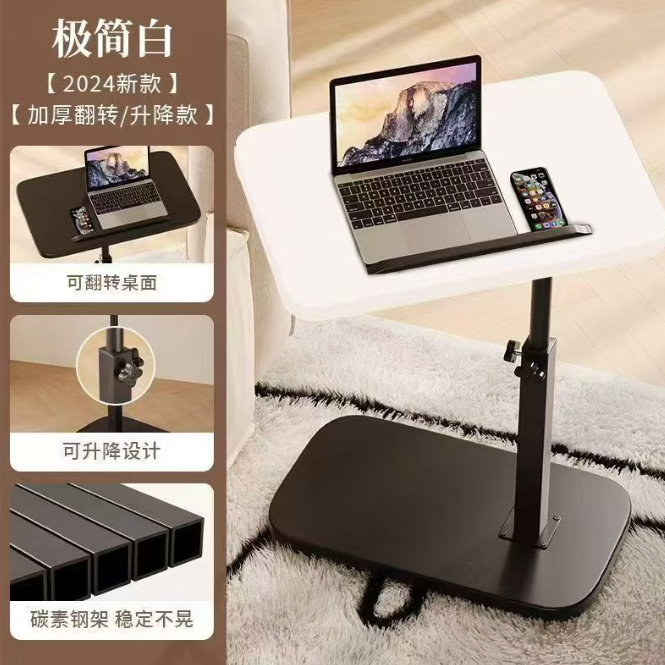 极简白
【 2024新款 】
【 加厚翻转/升降款 】
可翻转桌面
可升降设计
碳素钢架 稳定不晃